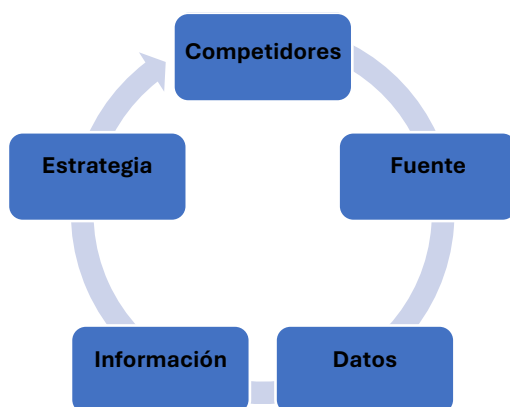 Competidores
Fuente
Datos
Información
Estrategia